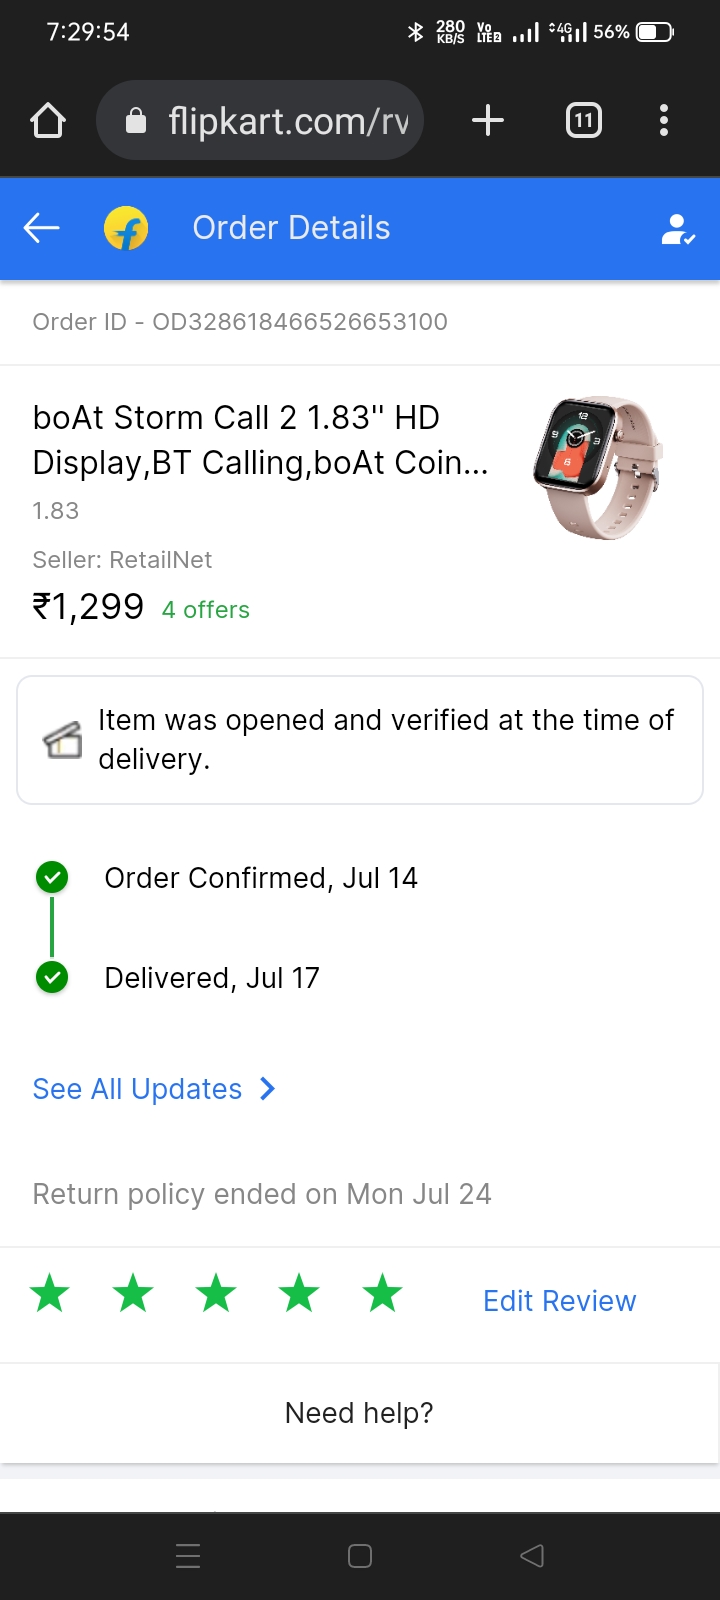 7:29:54
280 KB/S Vo LTE2 4G 56%
flipkart.com/rv
11
Order Details
Order ID - OD328618466526653100
boAt Storm Call 2 1.83" HD
Display,BT Calling,boAt Coin...
1.83
Seller: RetailNet
₹1,299 4 offers
Item was opened and verified at the time of
delivery.
Order Confirmed, Jul 14
Delivered, Jul 17
See All Updates
Return policy ended on Mon Jul 24
Edit Review
Need help?